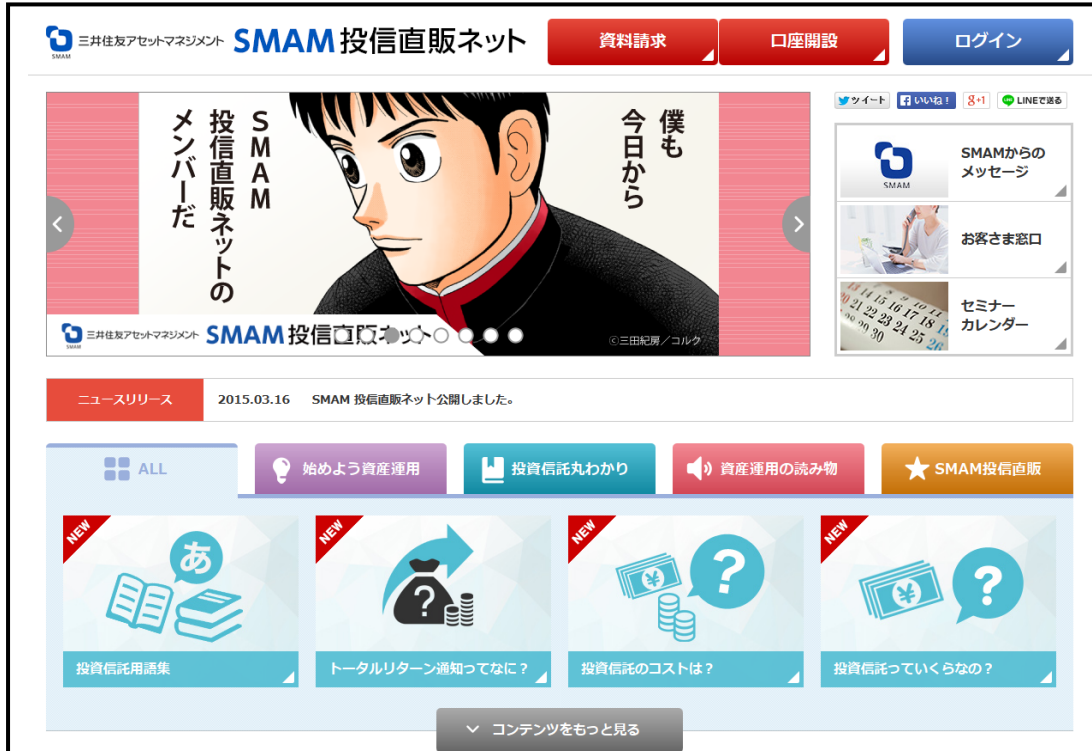 SMAM
三井住友アセットマネジメント
SMAM 投信直販ネット
資料請求
口座開設
ログイン
僕も
今日から
SMAM
投信直販ネットの
メンバーだ
SMAM
三井住友アセットマネジメント
SMAM 投信直販ネット
©三田紀房／コルク
ツイート
いいね！
g+1
LINEで送る
SMAM
SMAMからの
メッセージ
お客さま窓口
セミナー
カレンダー
ニュースリリース
2015.03.16 SMAM 投信直販ネット公開しました。
ALL
始めよう資産運用
投資信託丸わかり
資産運用の読み物
SMAM投信直販
NEW
あ
投資信託用語集
NEW
?
トータルリターン通知ってなに？
NEW
¥
?
投資信託のコストは？
NEW
¥
?
投資信託っていくらなの？
コンテンツをもっと見る